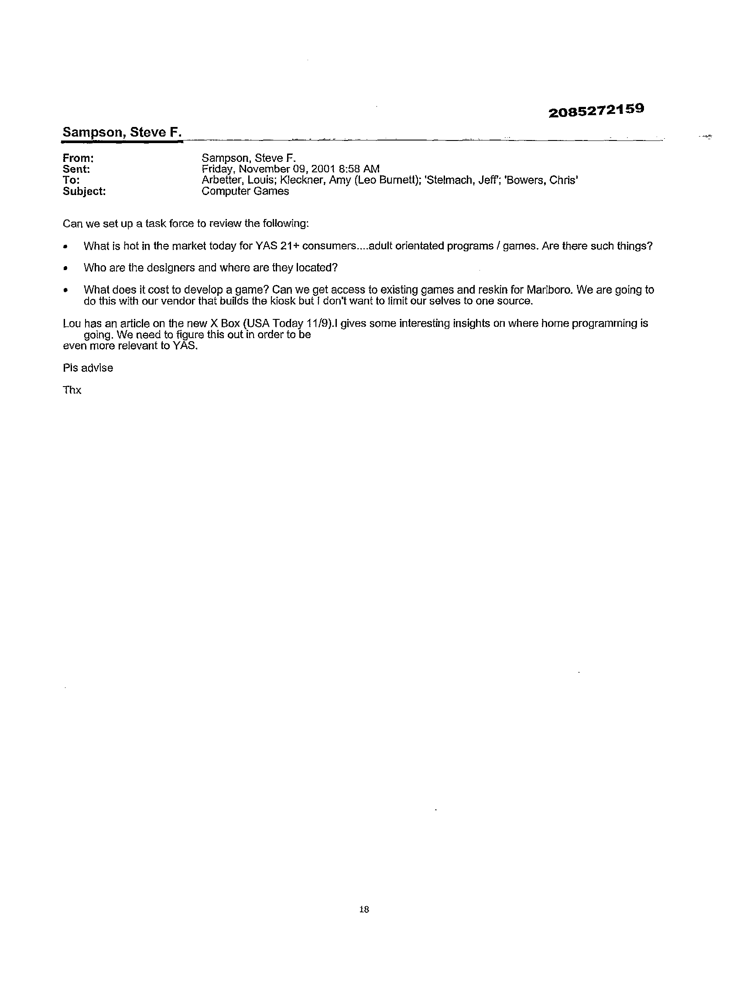 2085272159
Sampson, Steve F.
From: Sampson, Steve F.
Sent: Friday, November 09, 2001 8:58 AM
To: Arbetter, Louis; Kleckner, Amy (Leo Burnett); 'Stelmach, Jeff'; 'Bowers, Chris'
Subject: Computer Games
Can we set up a task force to review the following:
• What is hot in the market today for YAS 21+ consumers....adult orientated programs / games. Are there such things?
• Who are the designers and where are they located?
• What does it cost to develop a game? Can we get access to existing games and reskin for Marlboro. We are going to
do this with our vendor that builds the kiosk but I don't want to limit our selves to one source.
Lou has an article on the new X Box (USA Today 11/9).I gives some interesting insights on where home programming is
going. We need to figure this out in order to be
even more relevant to YAS.
Pls advise
Thx
18